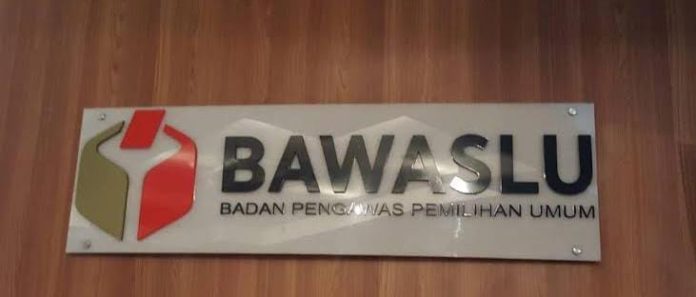 BAWASLU
BADAN PENGAWAS PEMILIHAN UMUM